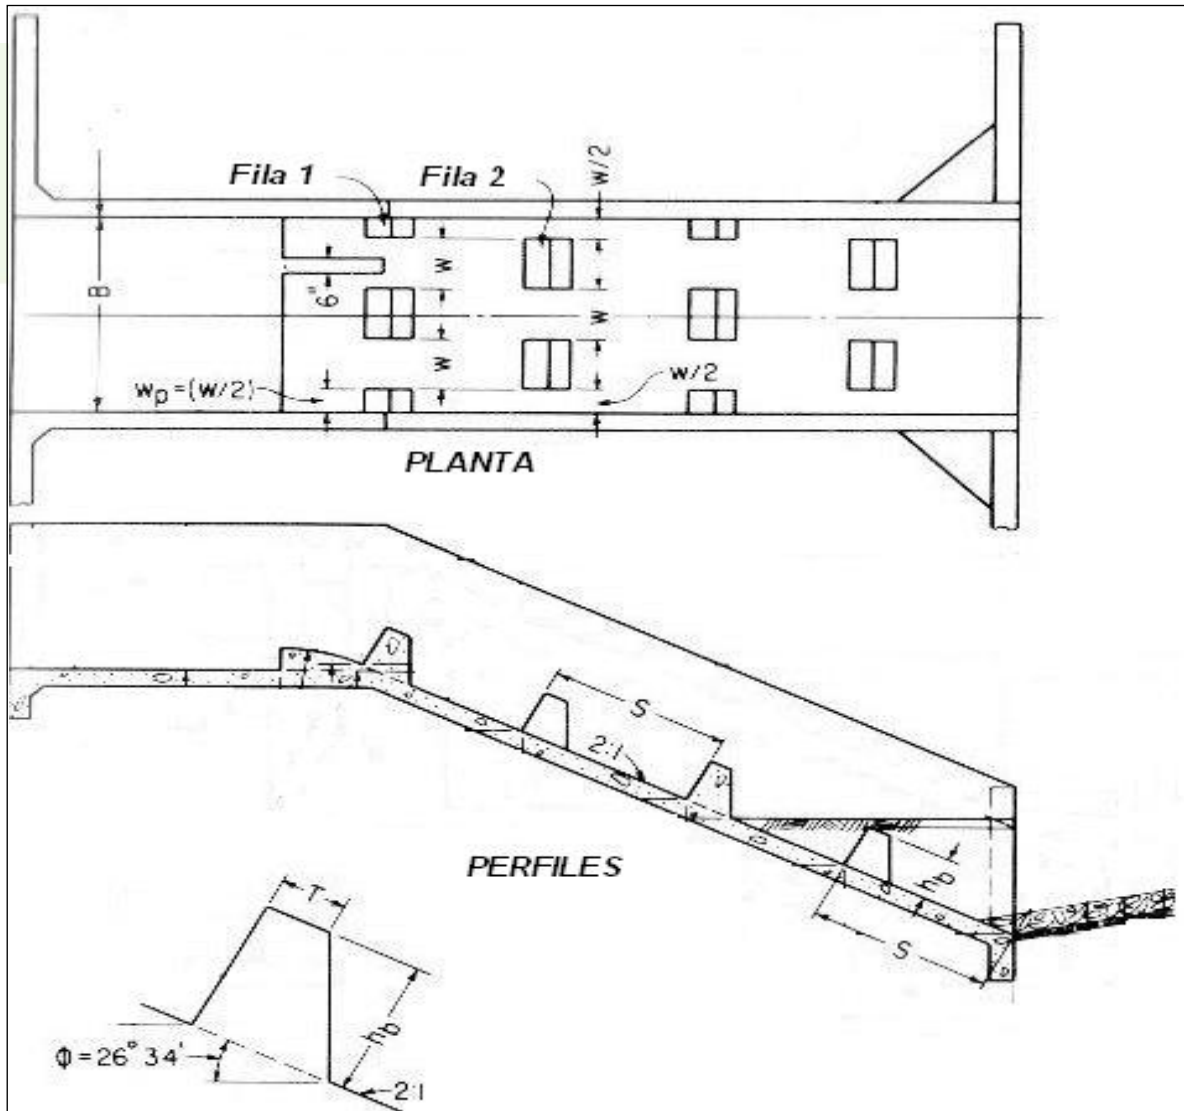 Fila 1
Fila 2
W/2
B
6"
W
W
W
wp=(W/2)
W/2
PLANTA
S
2:1
PERFILES
hb
S
T
hb
Φ=26° 34'
2:1